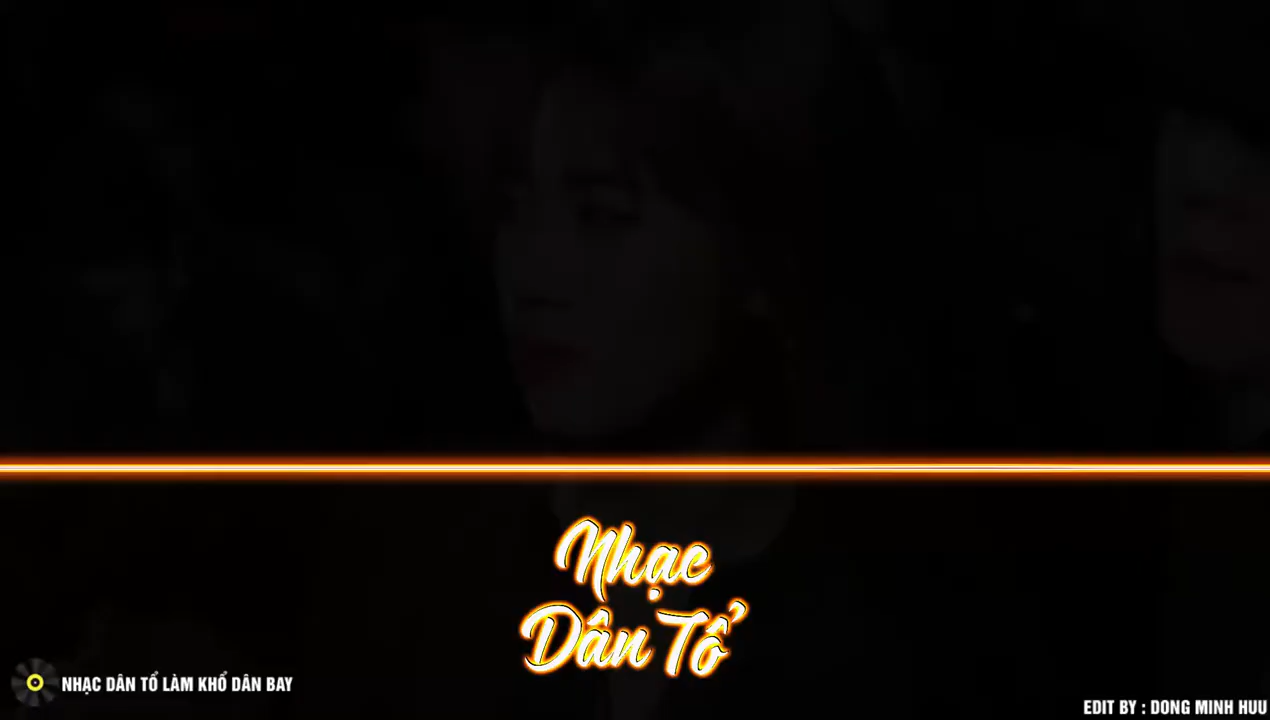 Nhạc
Dân Tổ
NHẠC DÂN TỔ LÀM KHỔ DÂN BAY
EDIT BY : DONG MINH HUU